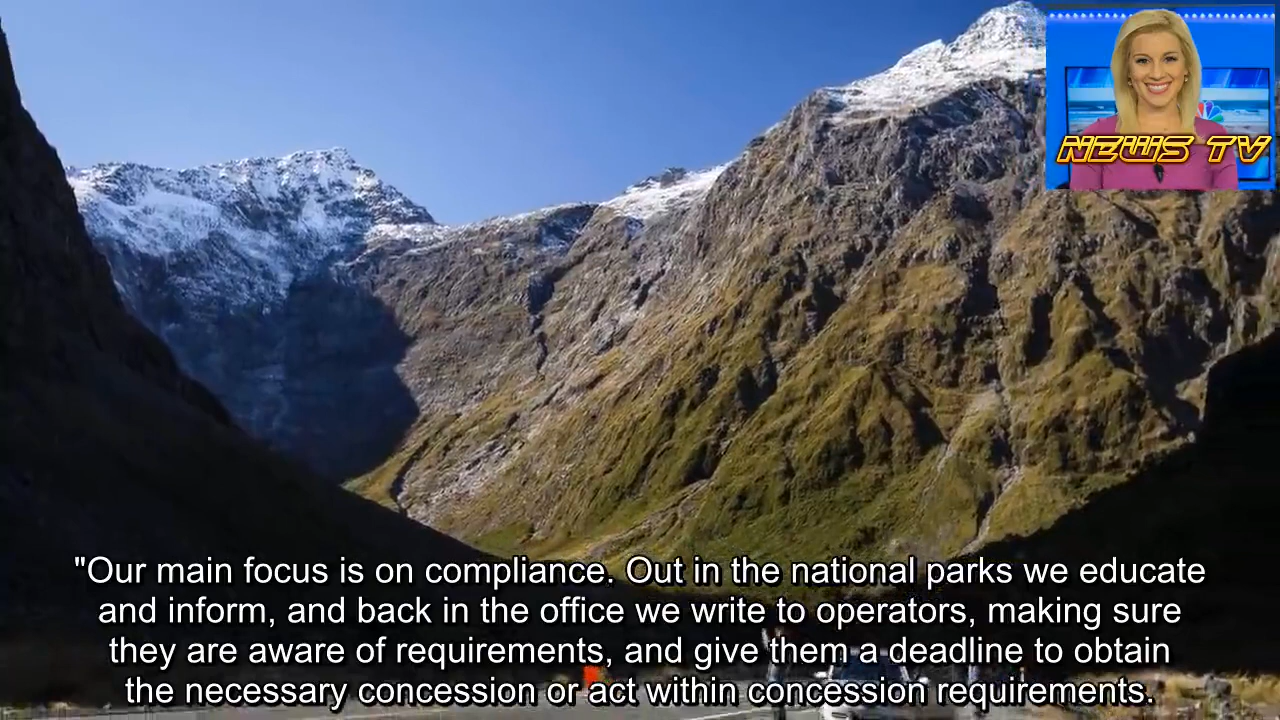 NEWS TV
"Our main focus is on compliance. Out in the national parks we educate
and inform, and back in the office we write to operators, making sure
they are aware of requirements, and give them a deadline to obtain
the necessary concession or act within concession requirements.